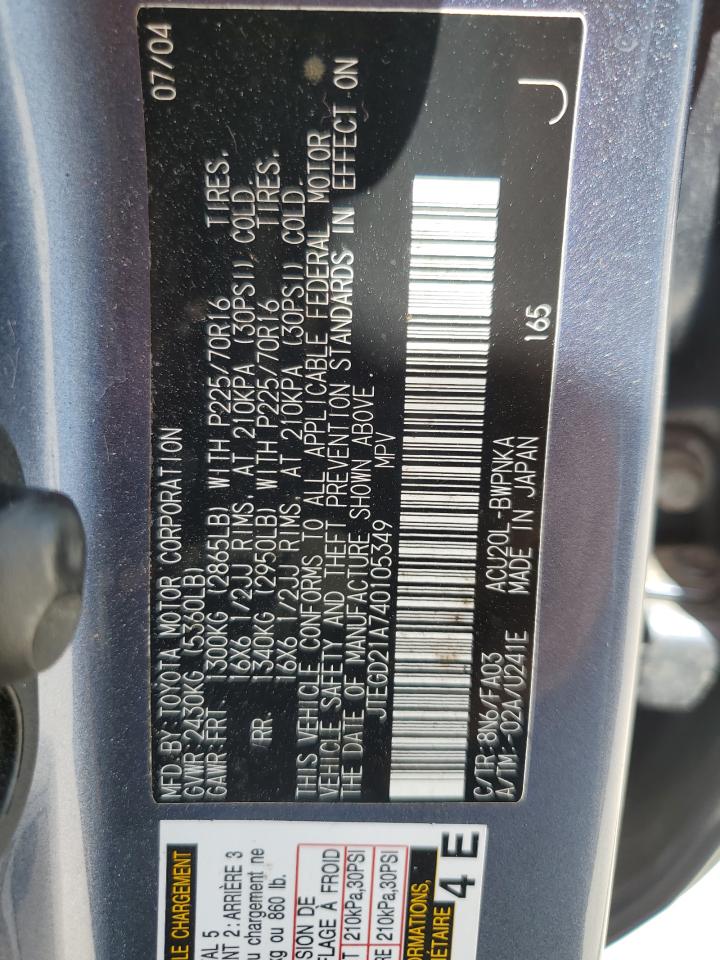 MFD.BY:TOYOTA MOTOR CORPORATION 07/04
GVWR:2430KG (5360LB)
GAWR:FRT. 1300KG (2865LB) WITH P225/70R16 TIRES,
16X6 1/2JJ RIMS, AT 210KPA (30PSI) COLD.
/RR. 1340KG (2950LB) WITH P225/70R16 TIRES,
16X6 1/2JJ RIMS, AT 210KPA (30PSI) COLD.
THIS VEHICLE CONFORMS TO ALL APPLICABLE FEDERAL MOTOR
VEHICLE SAFETY AND THEFT PREVENTION STANDARDS IN EFFECT ON
THE DATE OF MANUFACTURE SHOWN ABOVE.
JTEGD21A740105349 MPV
C/TR:8N6/FA03 ACU20L-BWPNKA 165 J
A/TM:-02A/U241E MADE IN JAPAN
LE CHARGEMENT
AL 5
NT 2:ARRIÈRE 3
u chargement ne
kg ou 860 lb.
SION DE
FLAGE À FROID
T 210kPa,30PSI
RE 210kPa,30PSI
FORMATIONS,
ÉTAIRE 4 E